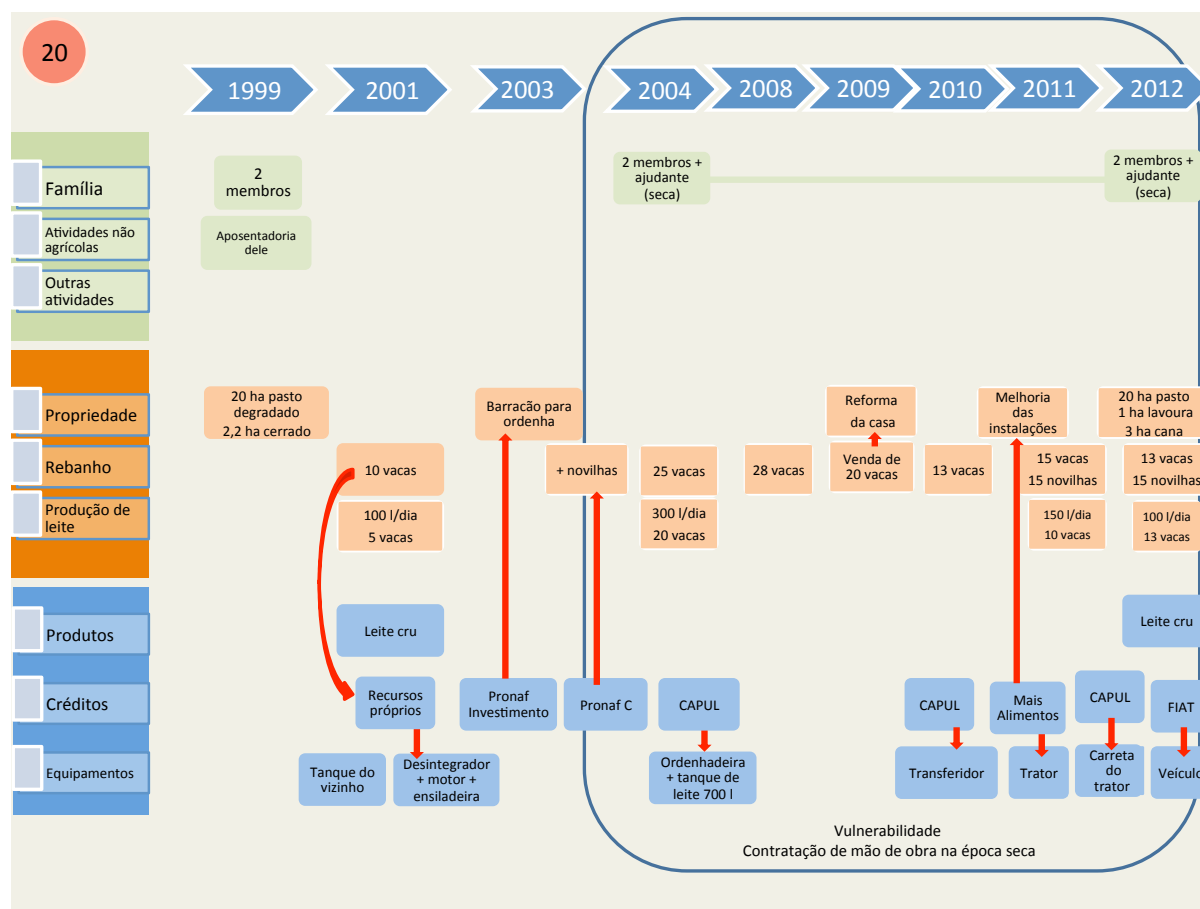 20
1999
2001
2003
2004
2008
2009
2010
2011
2012
Família
2
membros
2 membros +
ajudante
(seca)
2 membros +
ajudante
(seca)
Atividades não
agrícolas
Aposentadoria
dele
Outras
atividades
Propriedade
20 ha pasto
degradado
2,2 ha cerrado
Barracão para
ordenha
Reforma
da casa
Melhoria
das
instalações
20 ha pasto
1 ha lavoura
3 ha cana
Rebanho
10 vacas
+ novilhas
25 vacas
28 vacas
Venda de
20 vacas
13 vacas
15 vacas
15 novilhas
13 vacas
15 novilhas
Produção de
leite
100 l/dia
5 vacas
300 l/dia
20 vacas
150 l/dia
10 vacas
100 l/dia
13 vacas
Produtos
Leite cru
Leite cru
Créditos
Recursos
próprios
Pronaf
Investimento
Pronaf C
CAPUL
CAPUL
Mais
Alimentos
CAPUL
FIAT
Equipamentos
Tanque do
vizinho
Desintegrador
+ motor +
ensiladeira
Ordenhadeira
+ tanque de
leite 700 l
Transferidor
Trator
Carreta
do
trator
Veículo
Vulnerabilidade
Contratação de mão de obra na época seca